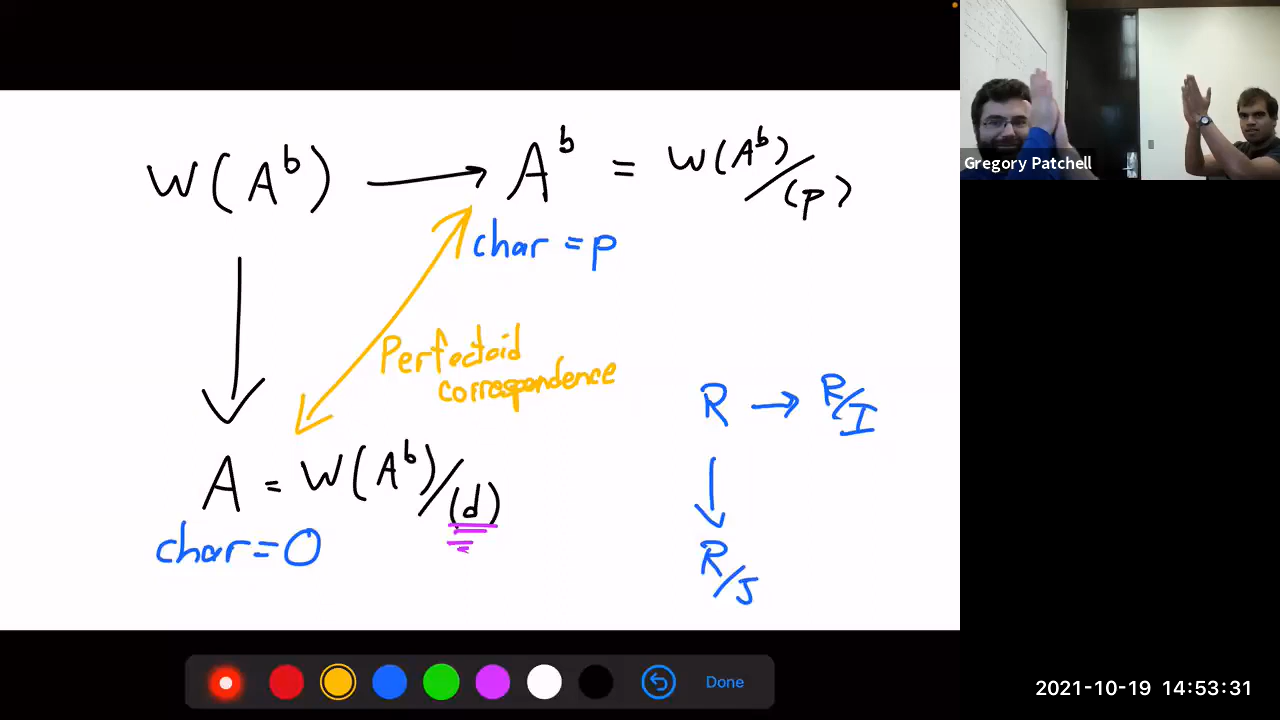 W(A^b) → A^b = W(A^b)/(p)
char = p
Perfectoid
correspondence
A = W(A^b)/(d)
char = 0
R → R/I
↓
R/J
Gregory Patchell
Done
2021-10-19 14:53:31